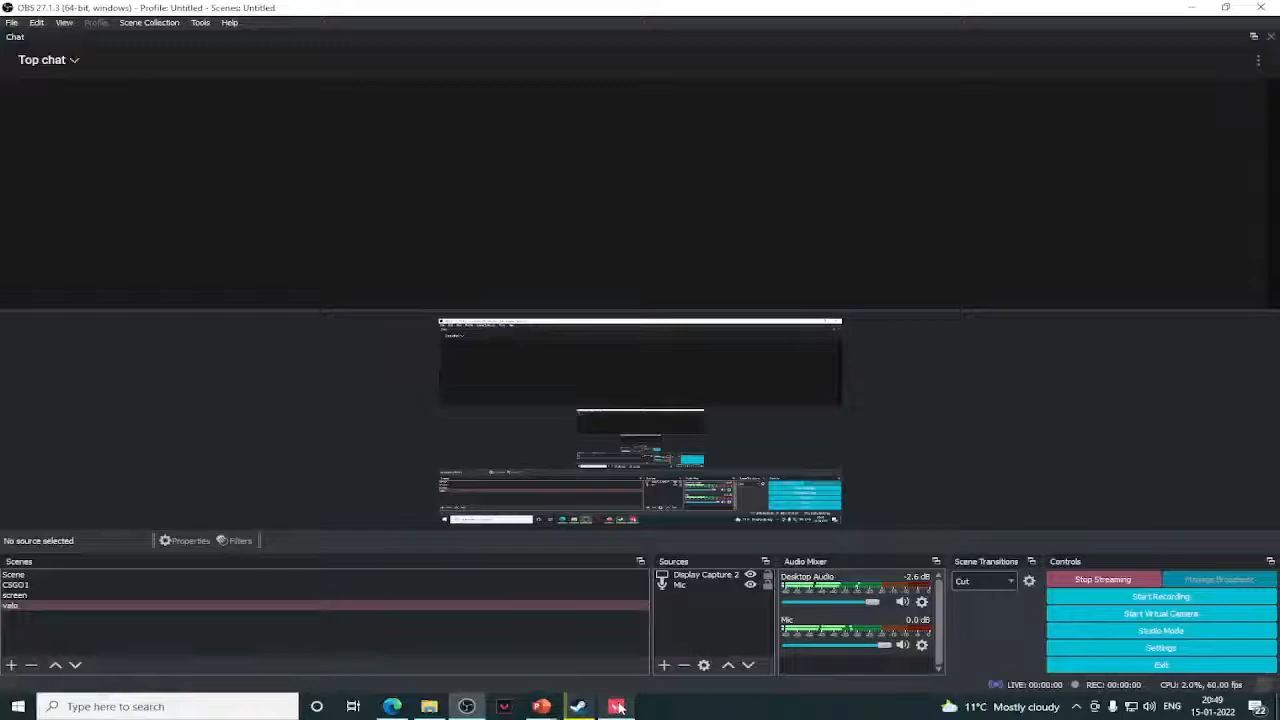 OBS 27.1.3 (64-bit, windows) - Profile: Untitled - Scenes: Untitled
File Edit View Profile Scene Collection Tools Help
Chat
Top chat
No source selected Properties Filters
Scenes Sources Audio Mixer Scene Transitions Controls
Scene
CSGO1
screen
valo
Display Capture 2
Mic
Desktop Audio -2.6 dB
Mic 0.0 dB
Cut
Stop Streaming Manage Broadcast
Start Recording
Start Virtual Camera
Studio Mode
Settings
Exit
LIVE: 00:00:00 REC: 00:00:00 CPU: 2.0%, 60.00 fps
Type here to search
11°C Mostly cloudy ENG
20:49
15-01-2022
22